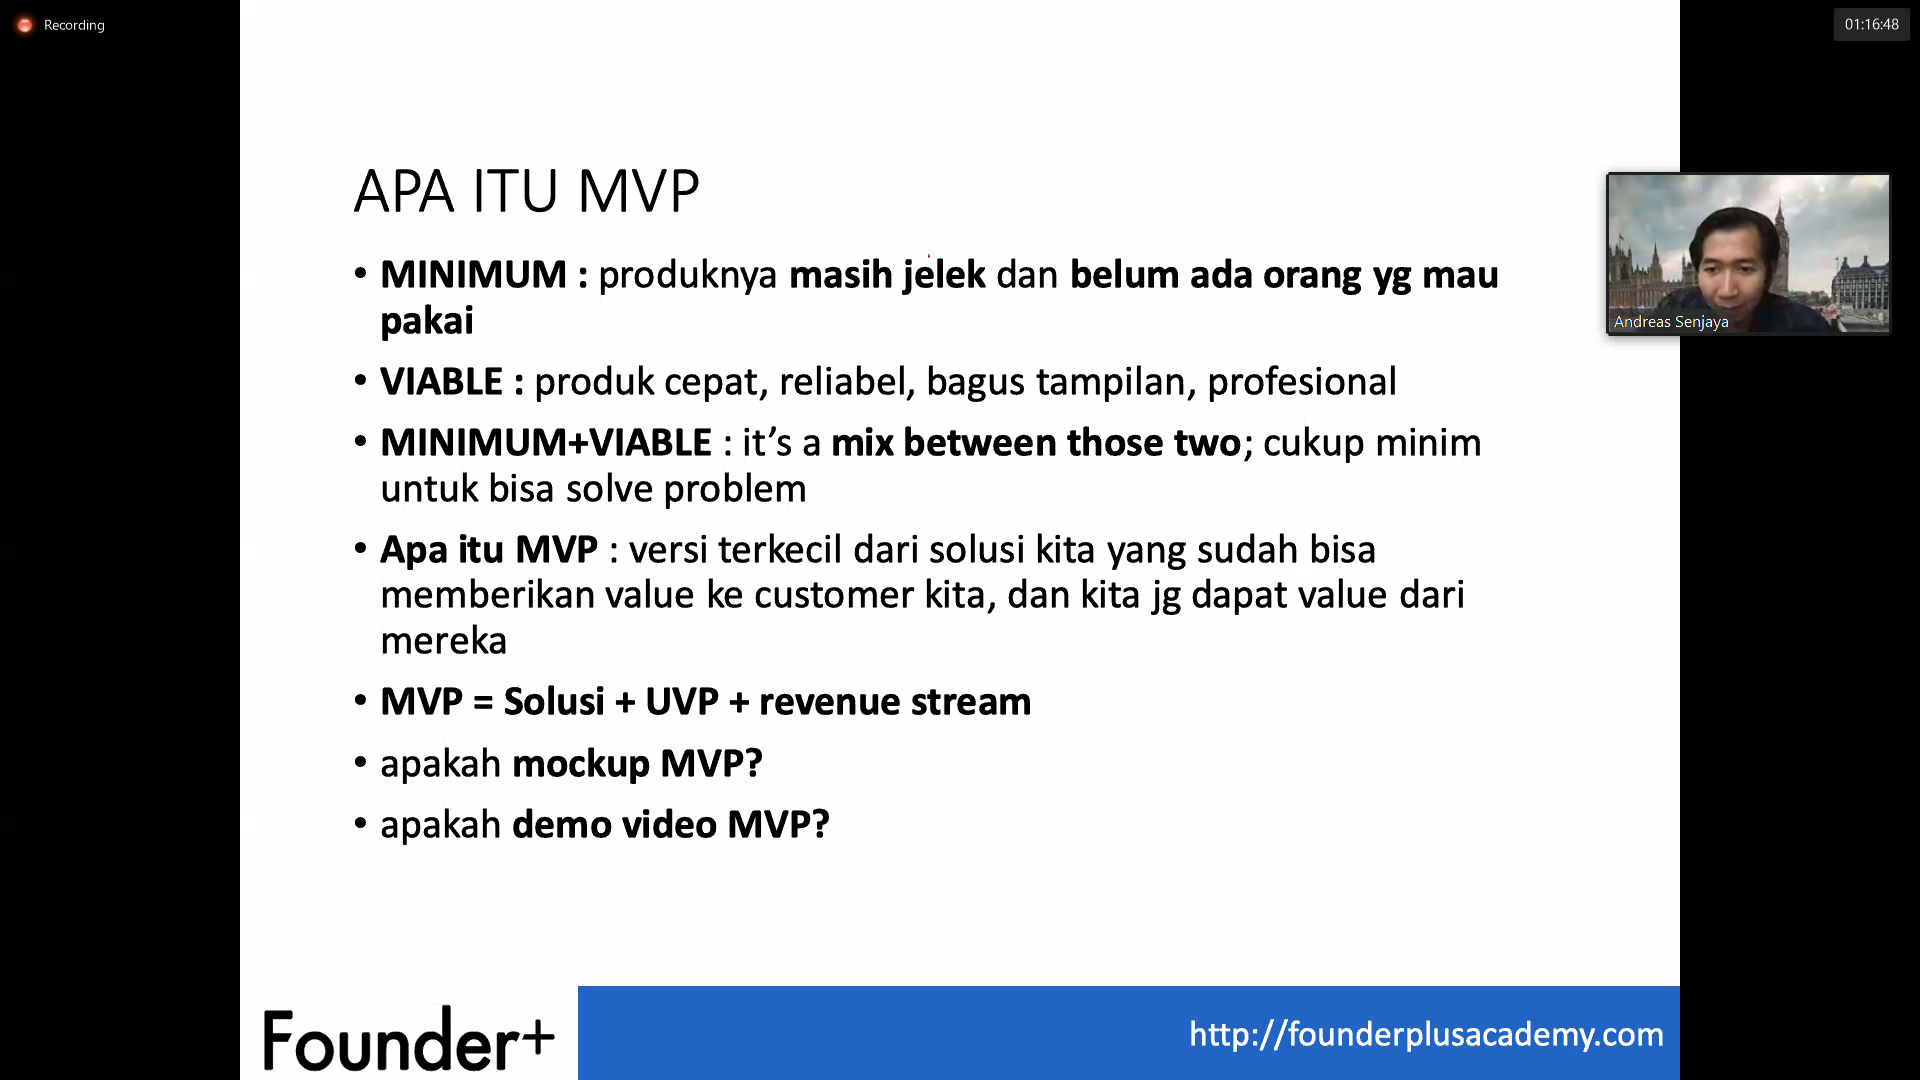 Recording
01:16:48
APA ITU MVP
• MINIMUM : produknya masih jelek dan belum ada orang yg mau
pakai
• VIABLE : produk cepat, reliabel, bagus tampilan, profesional
• MINIMUM+VIABLE : it’s a mix between those two; cukup minim
untuk bisa solve problem
• Apa itu MVP : versi terkecil dari solusi kita yang sudah bisa
memberikan value ke customer kita, dan kita jg dapat value dari
mereka
• MVP = Solusi + UVP + revenue stream
• apakah mockup MVP?
• apakah demo video MVP?
Andreas Senjaya
Founder+
http://founderplusacademy.com